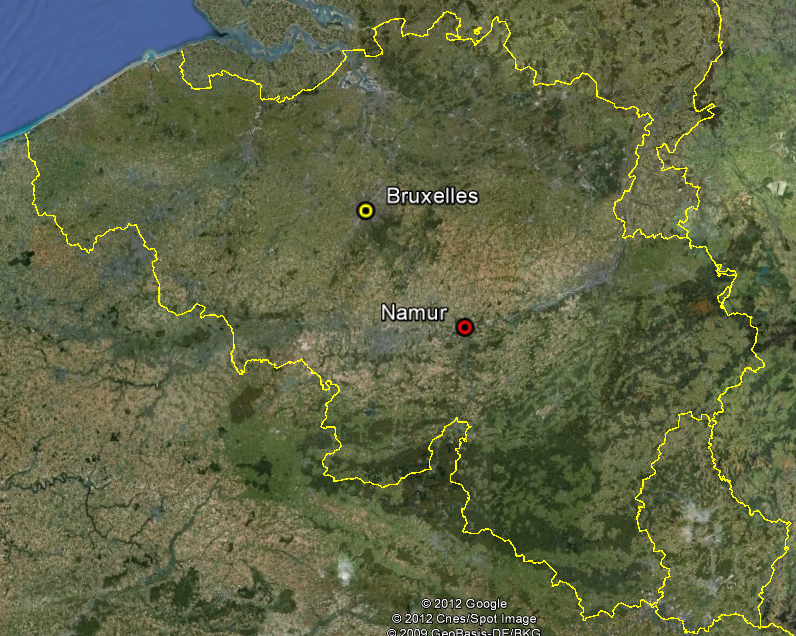 Bruxelles
Namur
© 2012 Google
© 2012 Cnes/Spot Image
© 2009 GeoBasis-DE/BKG